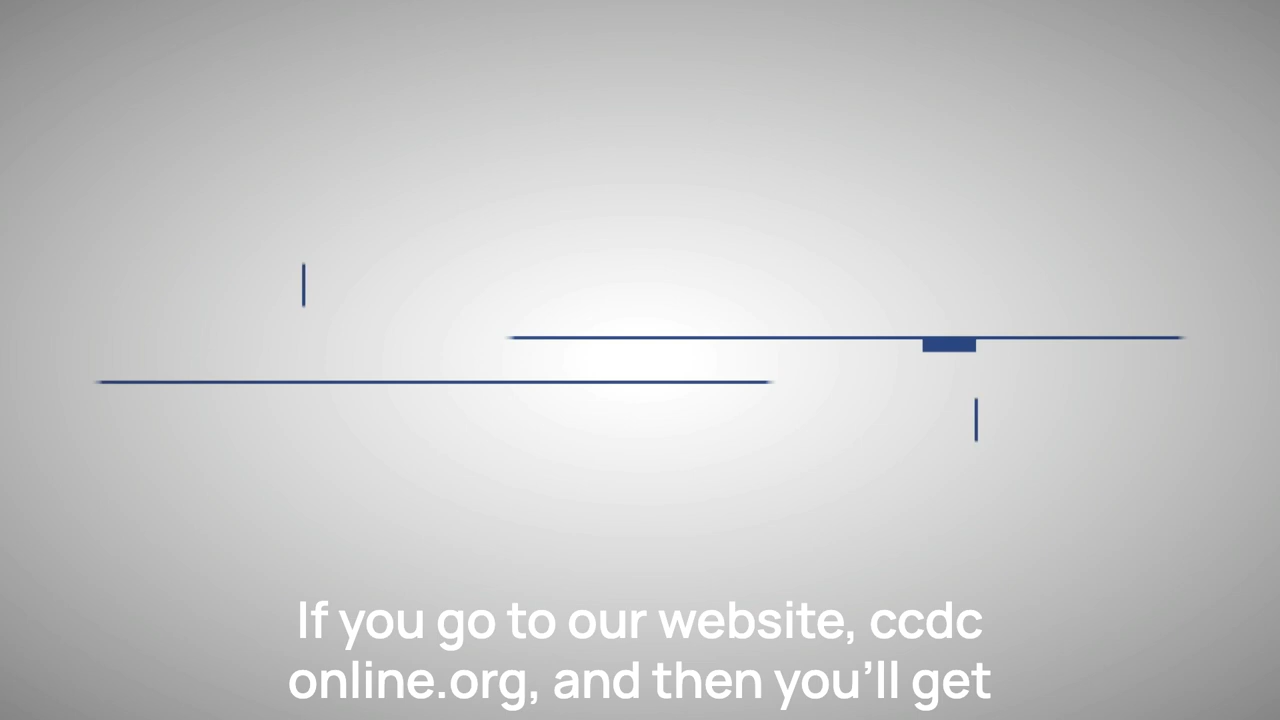 If you go to our website, ccdc
online.org, and then you’ll get